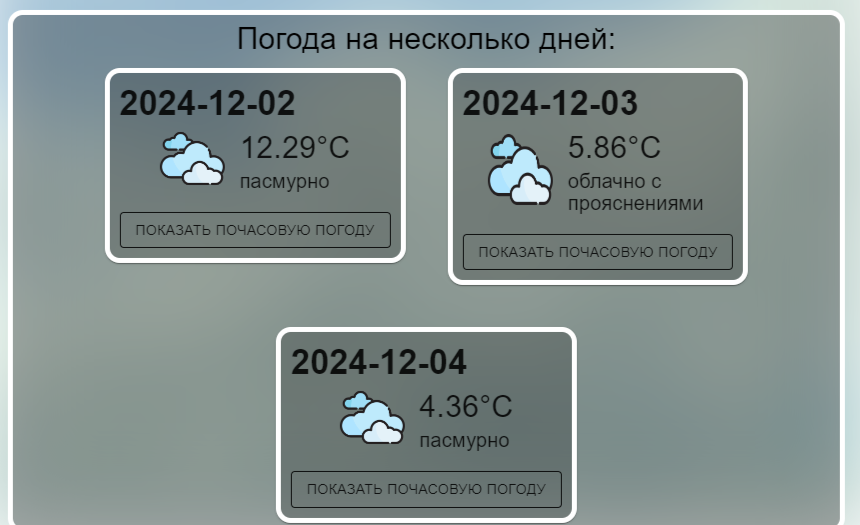 Погода на несколько дней:
2024-12-02
12.29°C
пасмурно
ПОКАЗАТЬ ПОЧАСОВУЮ ПОГОДУ
2024-12-03
5.86°C
облачно с
прояснениями
ПОКАЗАТЬ ПОЧАСОВУЮ ПОГОДУ
2024-12-04
4.36°C
пасмурно
ПОКАЗАТЬ ПОЧАСОВУЮ ПОГОДУ